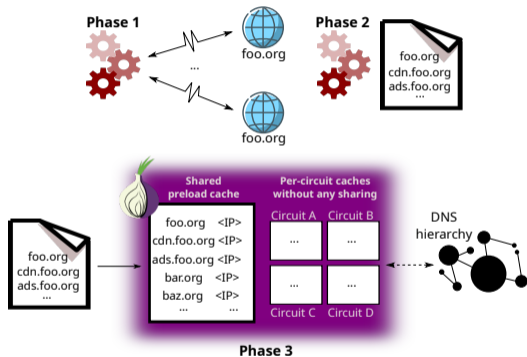 Phase 1
foo.org
...
foo.org
Phase 2
foo.org
cdn.foo.org
ads.foo.org
...
foo.org
cdn.foo.org
ads.foo.org
...
Shared
preload cache
foo.org <IP>
cdn.foo.org <IP>
ads.foo.org <IP>
bar.org <IP>
baz.org <IP>
... ...
Per-circuit caches
without any sharing
Circuit A Circuit B
... ...
... ...
Circuit C Circuit D
DNS
hierarchy
Phase 3